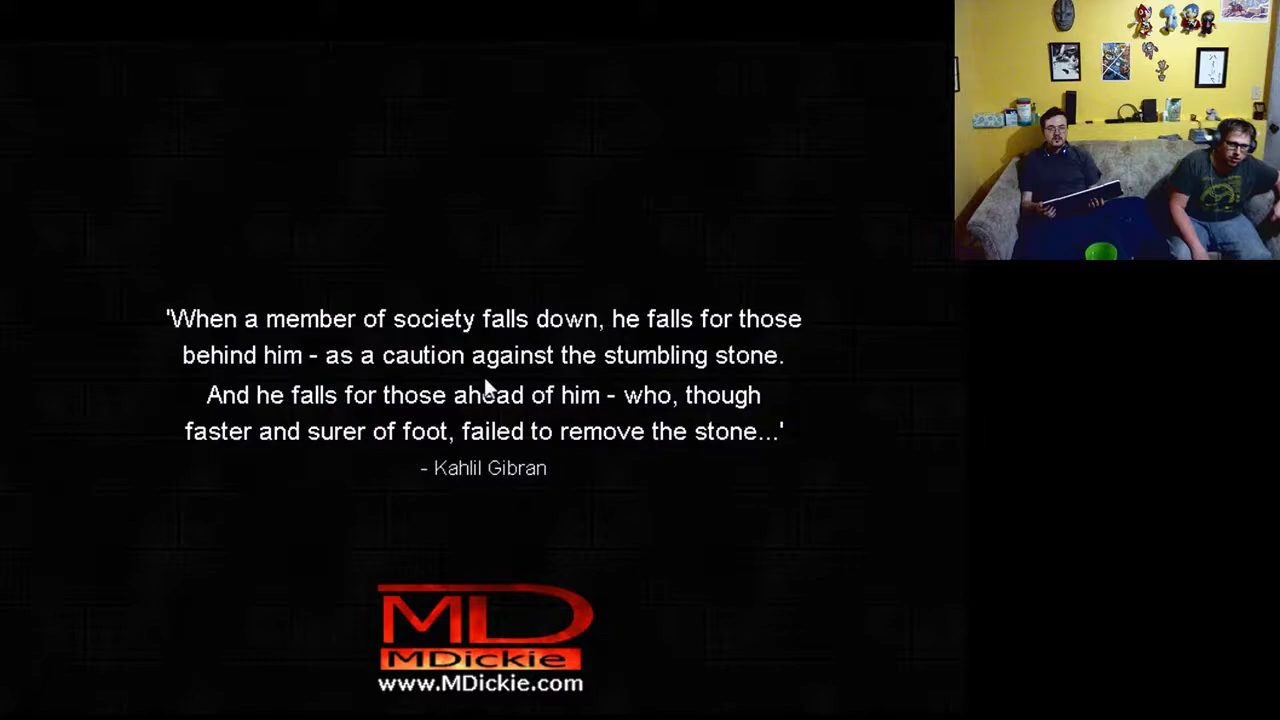 'When a member of society falls down, he falls for those
behind him - as a caution against the stumbling stone.
And he falls for those ahead of him - who, though
faster and surer of foot, failed to remove the stone...'
- Kahlil Gibran
MD
MDickie
www.MDickie.com